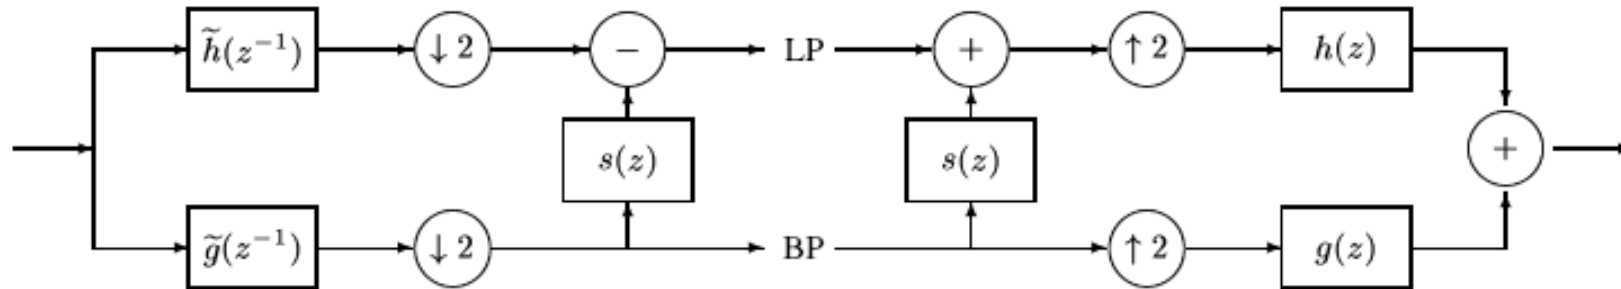 h̃(z⁻¹) ↓2 − LP + ↑2 h(z)
s(z) s(z) +
g̃(z⁻¹) ↓2 BP ↑2 g(z)